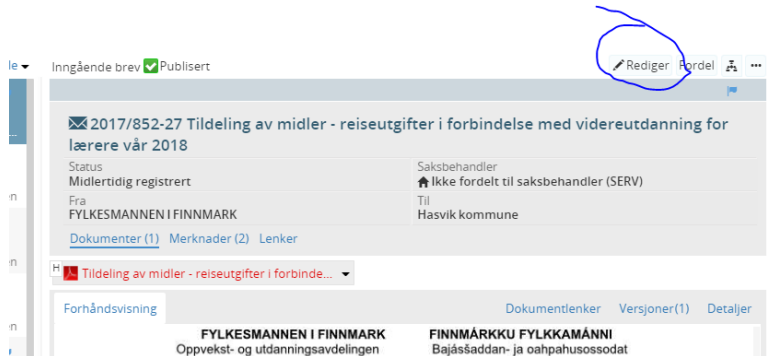 le
Inngående brev Publisert
Rediger Fordel
2017/852-27 Tildeling av midler - reiseutgifter i forbindelse med videreutdanning for
lærere vår 2018
Status
Midlertidig registrert
Saksbehandler
Ikke fordelt til saksbehandler (SERV)
Fra
FYLKESMANNEN I FINNMARK
Til
Hasvik kommune
Dokumenter (1) Merknader (2) Lenker
H Tildeling av midler - reiseutgifter i forbinde...
Forhåndsvisning Dokumentlenker Versjoner(1) Detaljer
FYLKESMANNEN I FINNMARK
Oppvekst- og utdanningsavdelingen
FINNMÁRKKU FYLKKAMÁNNI
Bajásšaddan- ja oahpahusossodat